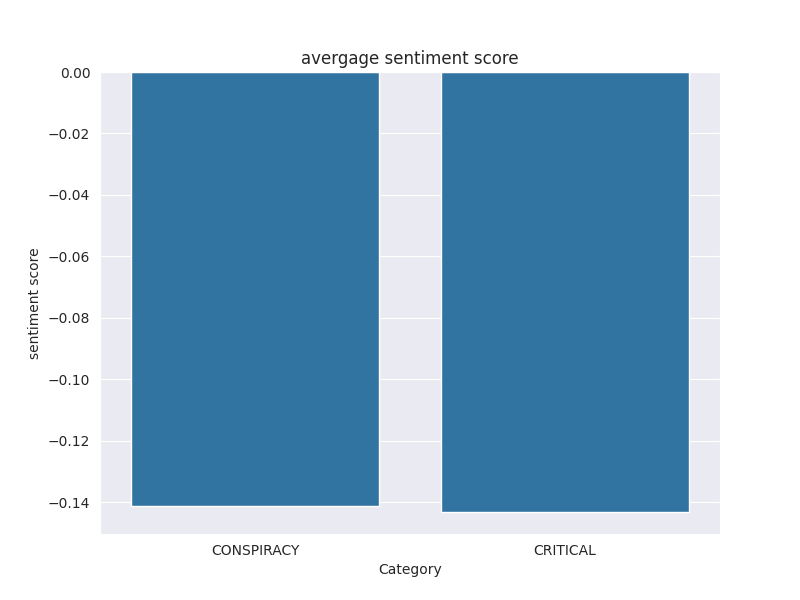 avergage sentiment score
0.00
−0.02
−0.04
−0.06
−0.08
−0.10
−0.12
−0.14
sentiment score
CONSPIRACY CRITICAL
Category